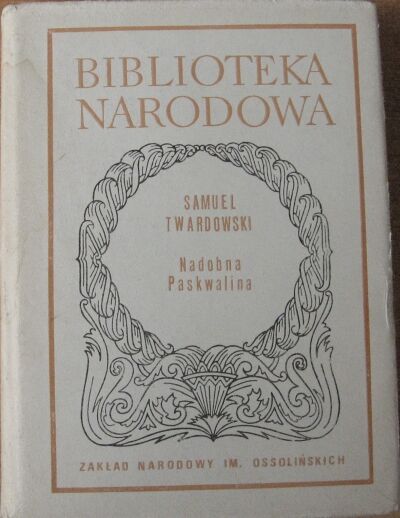 BIBLIOTEKA
NARODOWA
SAMUEL
TWARDOWSKI
Nadobna
Paskwalina
ZAKŁAD NARODOWY IM. OSSOLIŃSKICH